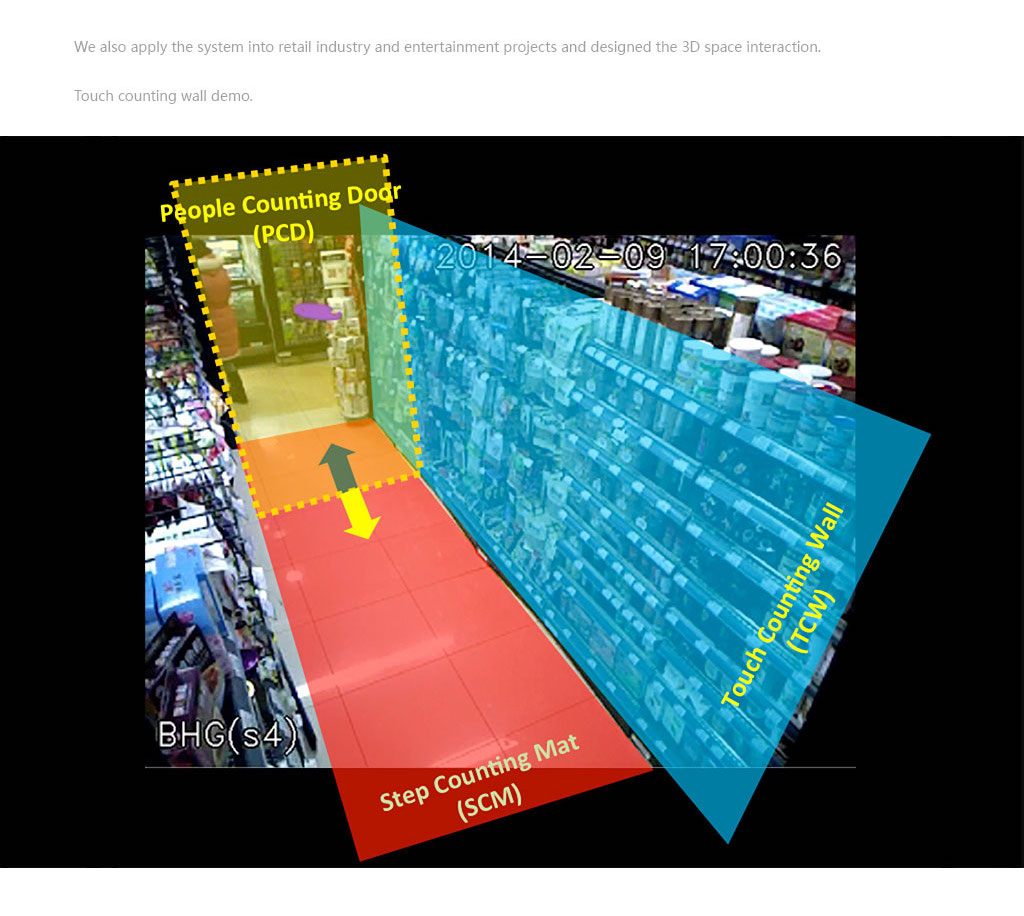 We also apply the system into retail industry and entertainment projects and designed the 3D space interaction.
Touch counting wall demo.
People Counting Door
(PCD)
2014-02-09 17:00:36
Touch Counting Wall
(TCW)
BHG(s4)
Step Counting Mat
(SCM)